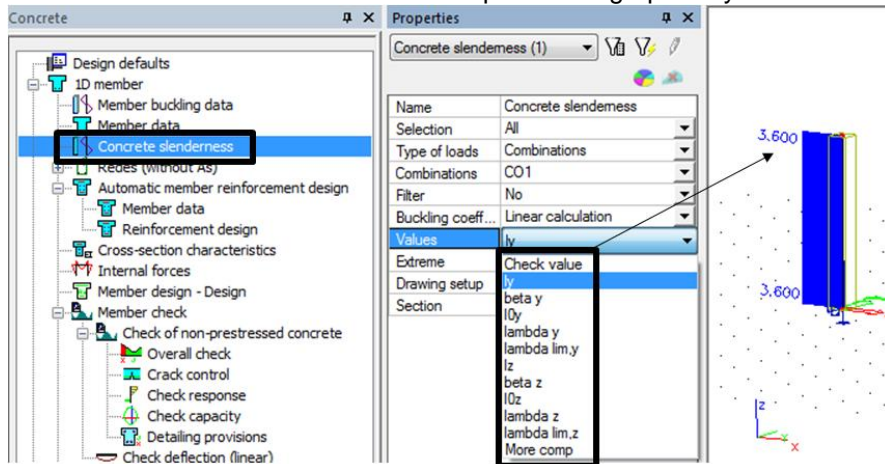 Concrete
Design defaults
1D member
Member buckling data
Member data
Concrete slenderness
Redes (without As)
Automatic member reinforcement design
Member data
Reinforcement design
Cross-section characteristics
Internal forces
Member design - Design
Member check
Check of non-prestressed concrete
Overall check
Crack control
Check response
Check capacity
Detailing provisions
Check deflection (linear)
Properties
Concrete slenderness (1)
Name Concrete slenderness
Selection All
Type of loads Combinations
Combinations CO1
Filter No
Buckling coeff... Linear calculation
Values ly
Extreme
Drawing setup
Section
Check value
ly
beta y
l0y
lambda y
lambda lim,y
lz
beta z
l0z
lambda z
lambda lim,z
More comp
3.600
3.600
z
y
x